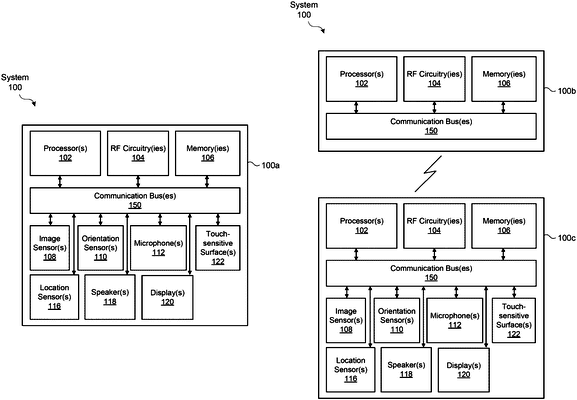 System
100
Processor(s)
102
RF Circuitry(ies)
104
Memory(ies)
106
100a
Communication Bus(es)
150
Image
Sensor(s)
108
Orientation
Sensor(s)
110
Microphone(s)
112
Touch-
sensitive
Surface(s)
122
Location
Sensor(s)
116
Speaker(s)
118
Display(s)
120
System
100
Processor(s)
102
RF Circuitry(ies)
104
Memory(ies)
106
100b
Communication Bus(es)
150
Processor(s)
102
RF Circuitry(ies)
104
Memory(ies)
106
100c
Communication Bus(es)
150
Image
Sensor(s)
108
Orientation
Sensor(s)
110
Microphone(s)
112
Touch-
sensitive
Surface(s)
122
Location
Sensor(s)
116
Speaker(s)
118
Display(s)
120